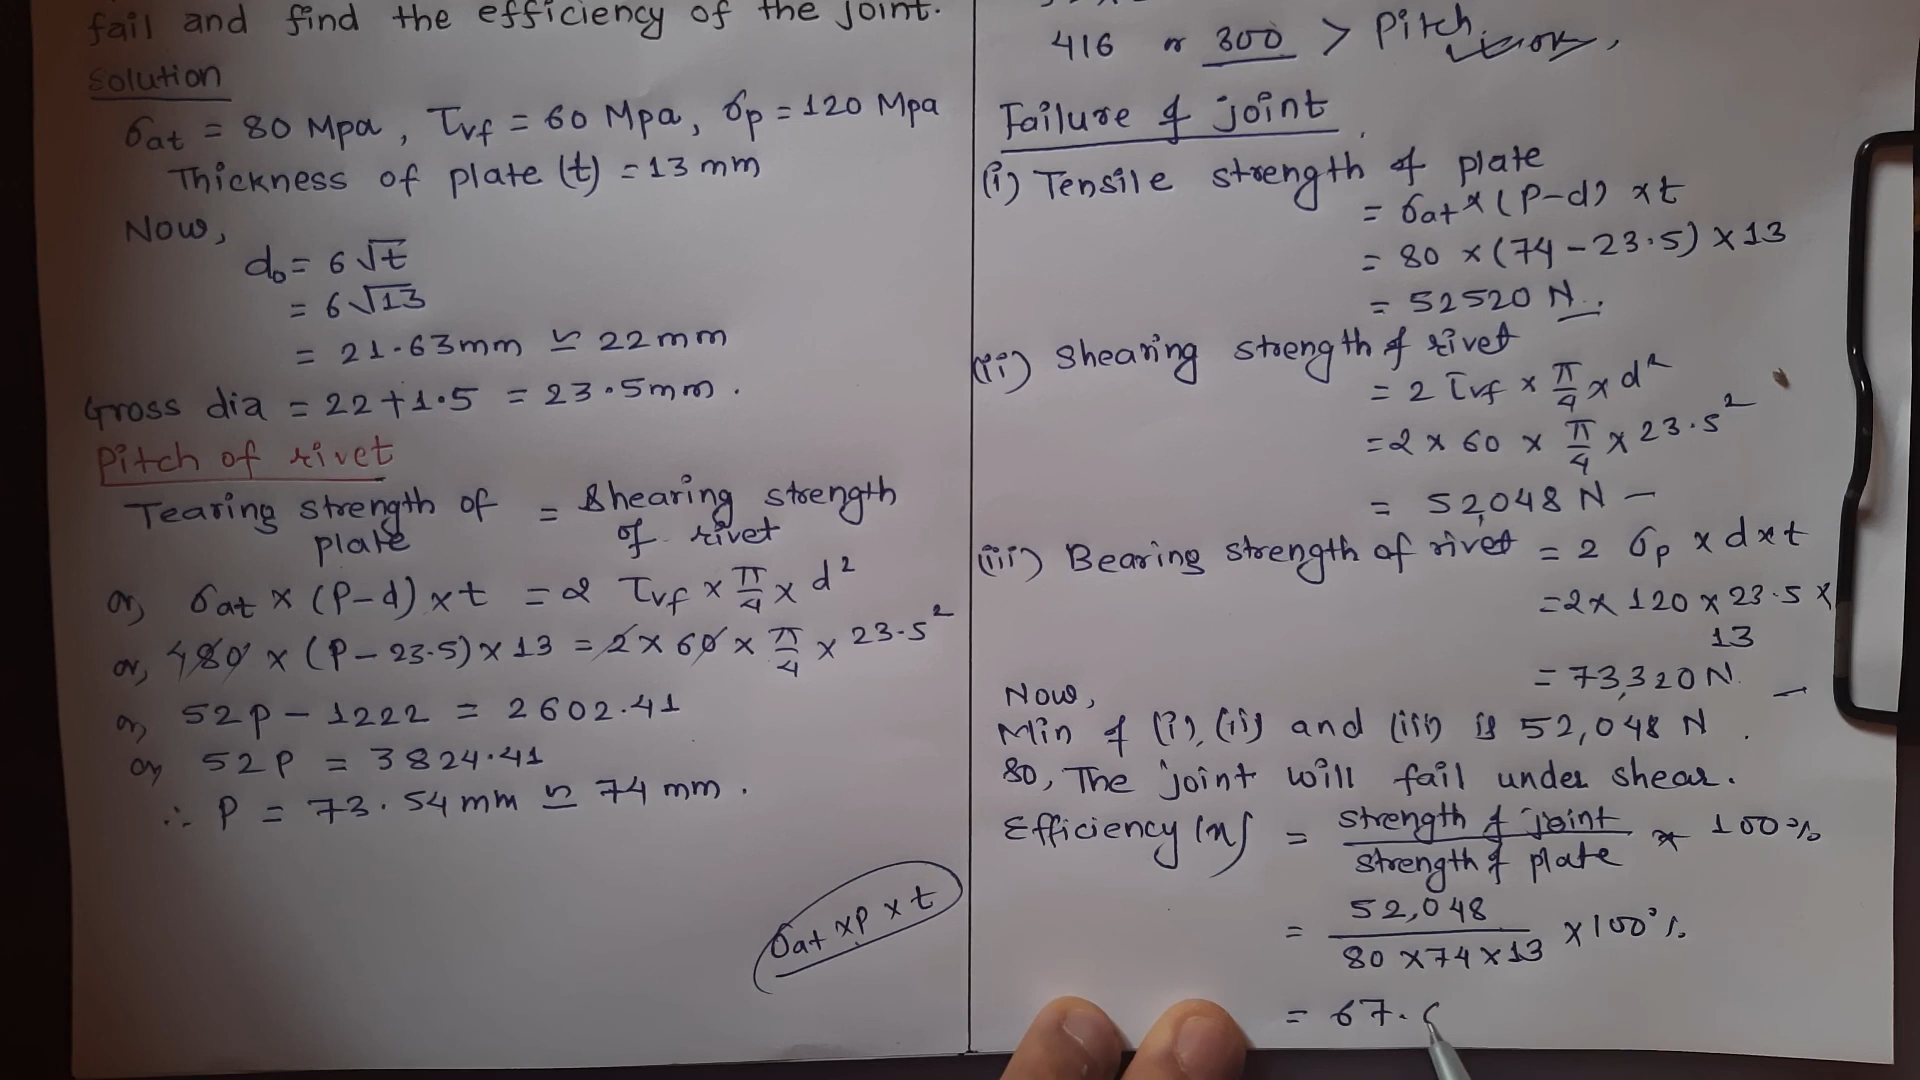 fail and find the efficiency of the joint.
Solution
σat = 80 Mpa, τvf = 60 Mpa, σp = 120 Mpa
Thickness of plate (t) = 13 mm
Now,
d₀ = 6√t
= 6√13
= 21.63mm ≃ 22mm
Gross dia = 22+1.5 = 23.5mm.
Pitch of rivet
Tearing strength of plate = Shearing strength of rivet
or, σat × (P-d) × t = 2 τvf × π/4 × d²
or, 480 × (P-23.5) × 13 = 2 × 60 × π/4 × 23.5²
or, 52P - 1222 = 2602.41
or, 52P = 3824.41
∴ P = 73.54mm ≃ 74mm.
σat × P × t
416 or 300 > Pitch
Failure of joint
(i) Tensile strength of plate
= σat × (P-d) × t
= 80 × (74-23.5) × 13
= 52520 N.
(ii) Shearing strength of rivet
= 2 τvf × π/4 × d²
= 2 × 60 × π/4 × 23.5²
= 52,048 N
(iii) Bearing strength of rivet = 2 σp × d × t
= 2 × 120 × 23.5 ×
13
= 73,320 N.
Now,
Min of (i), (ii) and (iii) is 52,048 N.
so, The joint will fail under shear.
Efficiency (η) = strength of joint / strength of plate × 100%
= 52,048 / 80 × 74 × 13 × 100%
= 67.